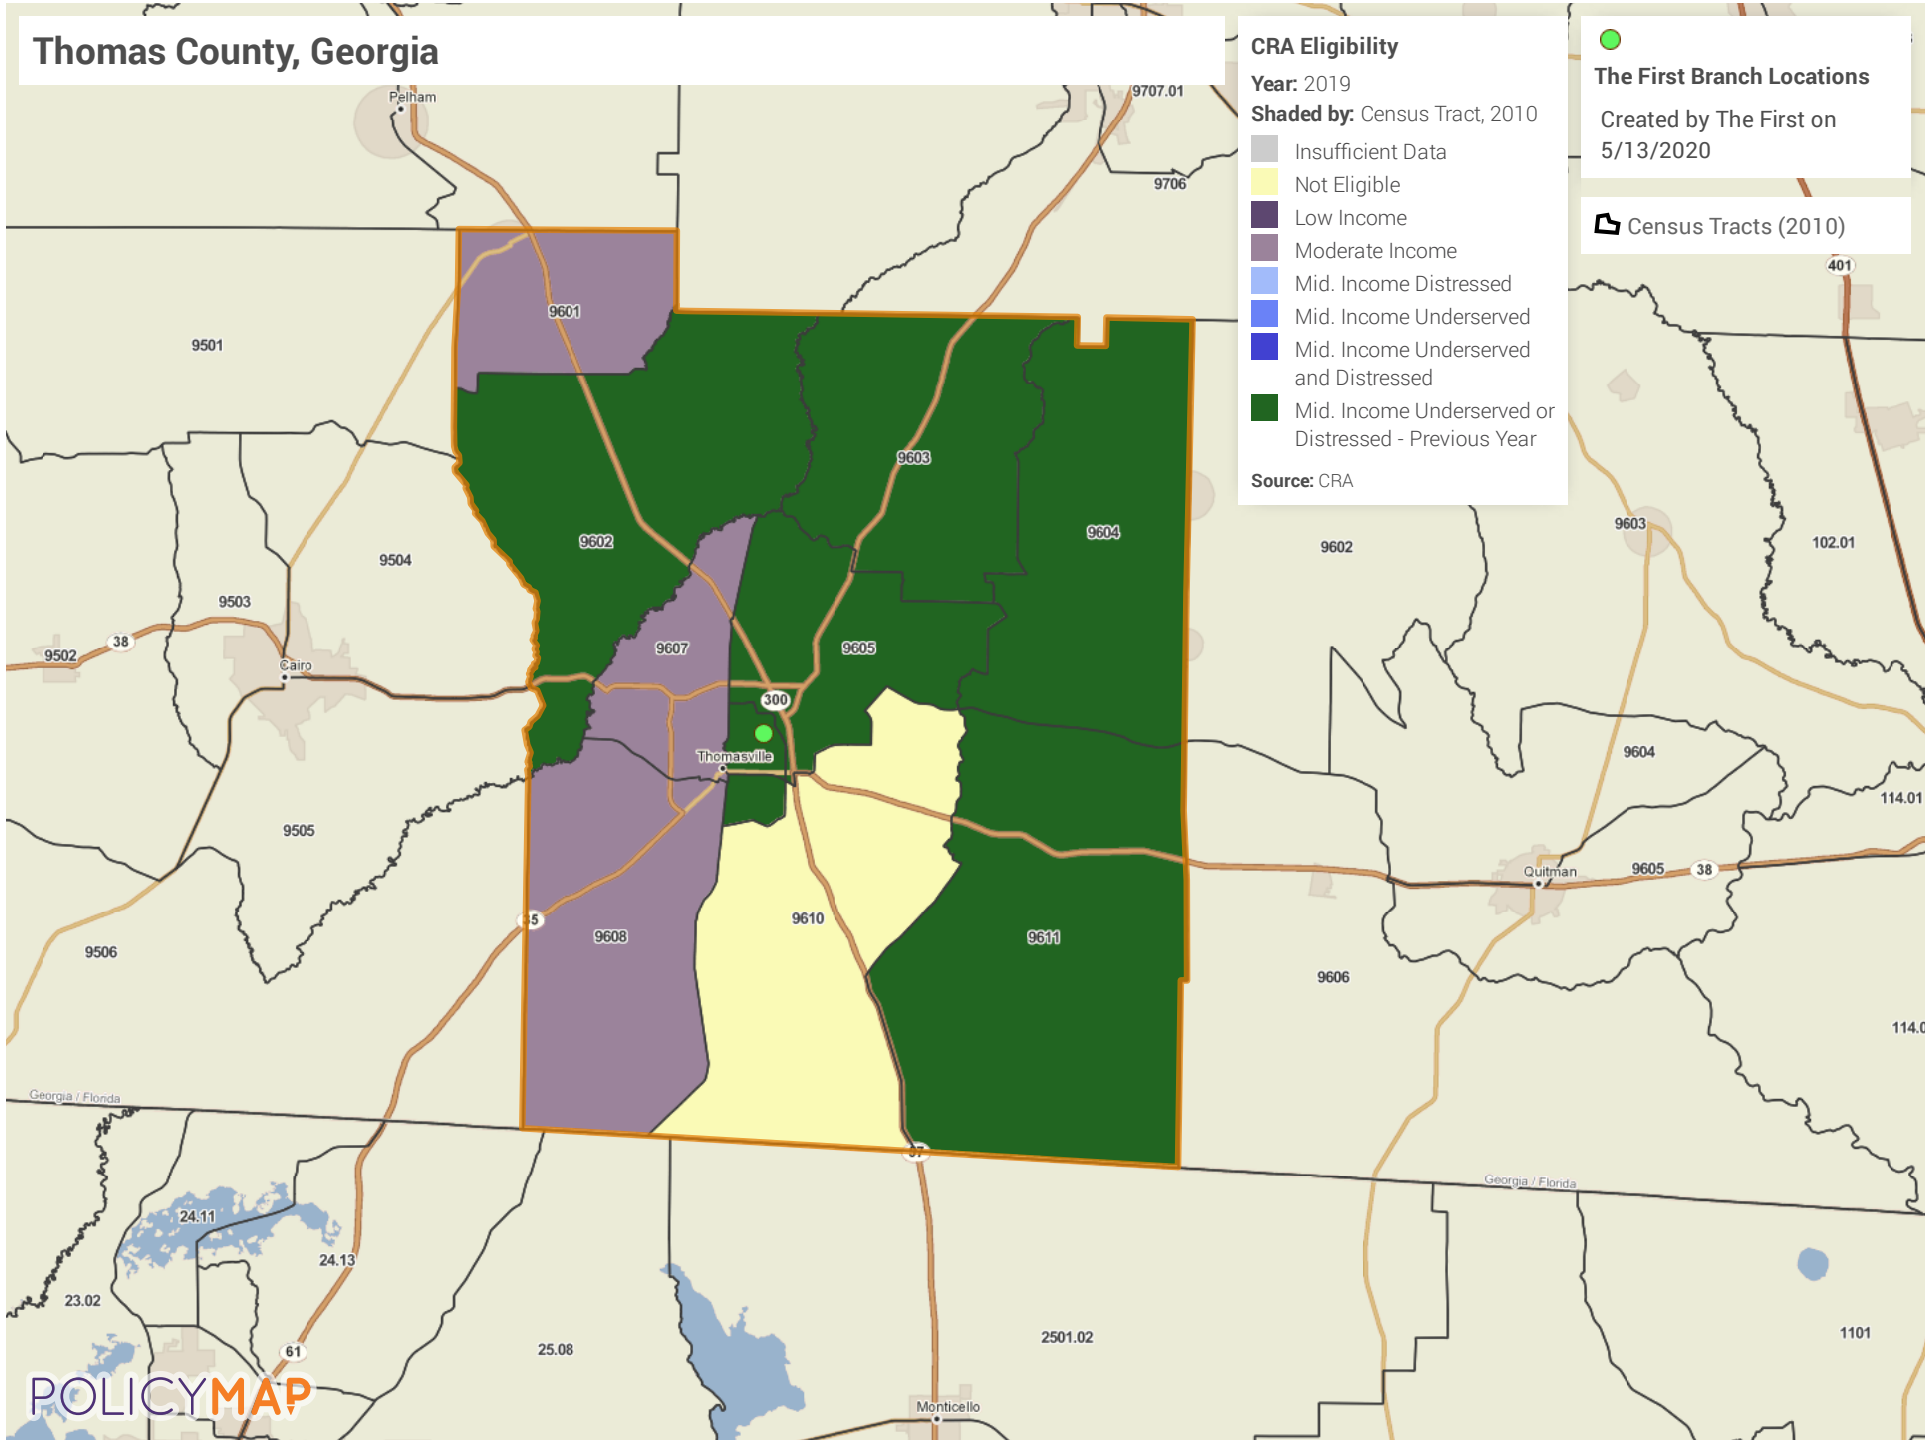 Thomas County, Georgia
CRA Eligibility
Year: 2019
Shaded by: Census Tract, 2010
Insufficient Data
Not Eligible
Low Income
Moderate Income
Mid. Income Distressed
Mid. Income Underserved
Mid. Income Underserved
and Distressed
Mid. Income Underserved or
Distressed - Previous Year
Source: CRA
The First Branch Locations
Created by The First on
5/13/2020
Census Tracts (2010)
Pelham
9707.01
9706
401
9601
9501
9603
9602
9604
9504
9602
9603
102.01
9503
38
9502
Cairo
9607
9605
300
Thomasville
9604
114.01
9505
Quitman
9605
38
9610
9608
9611
9506
9606
Georgia / Florida
Georgia / Florida
24.11
24.13
23.02
61
25.08
2501.02
1101
Monticello
POLICYMAP